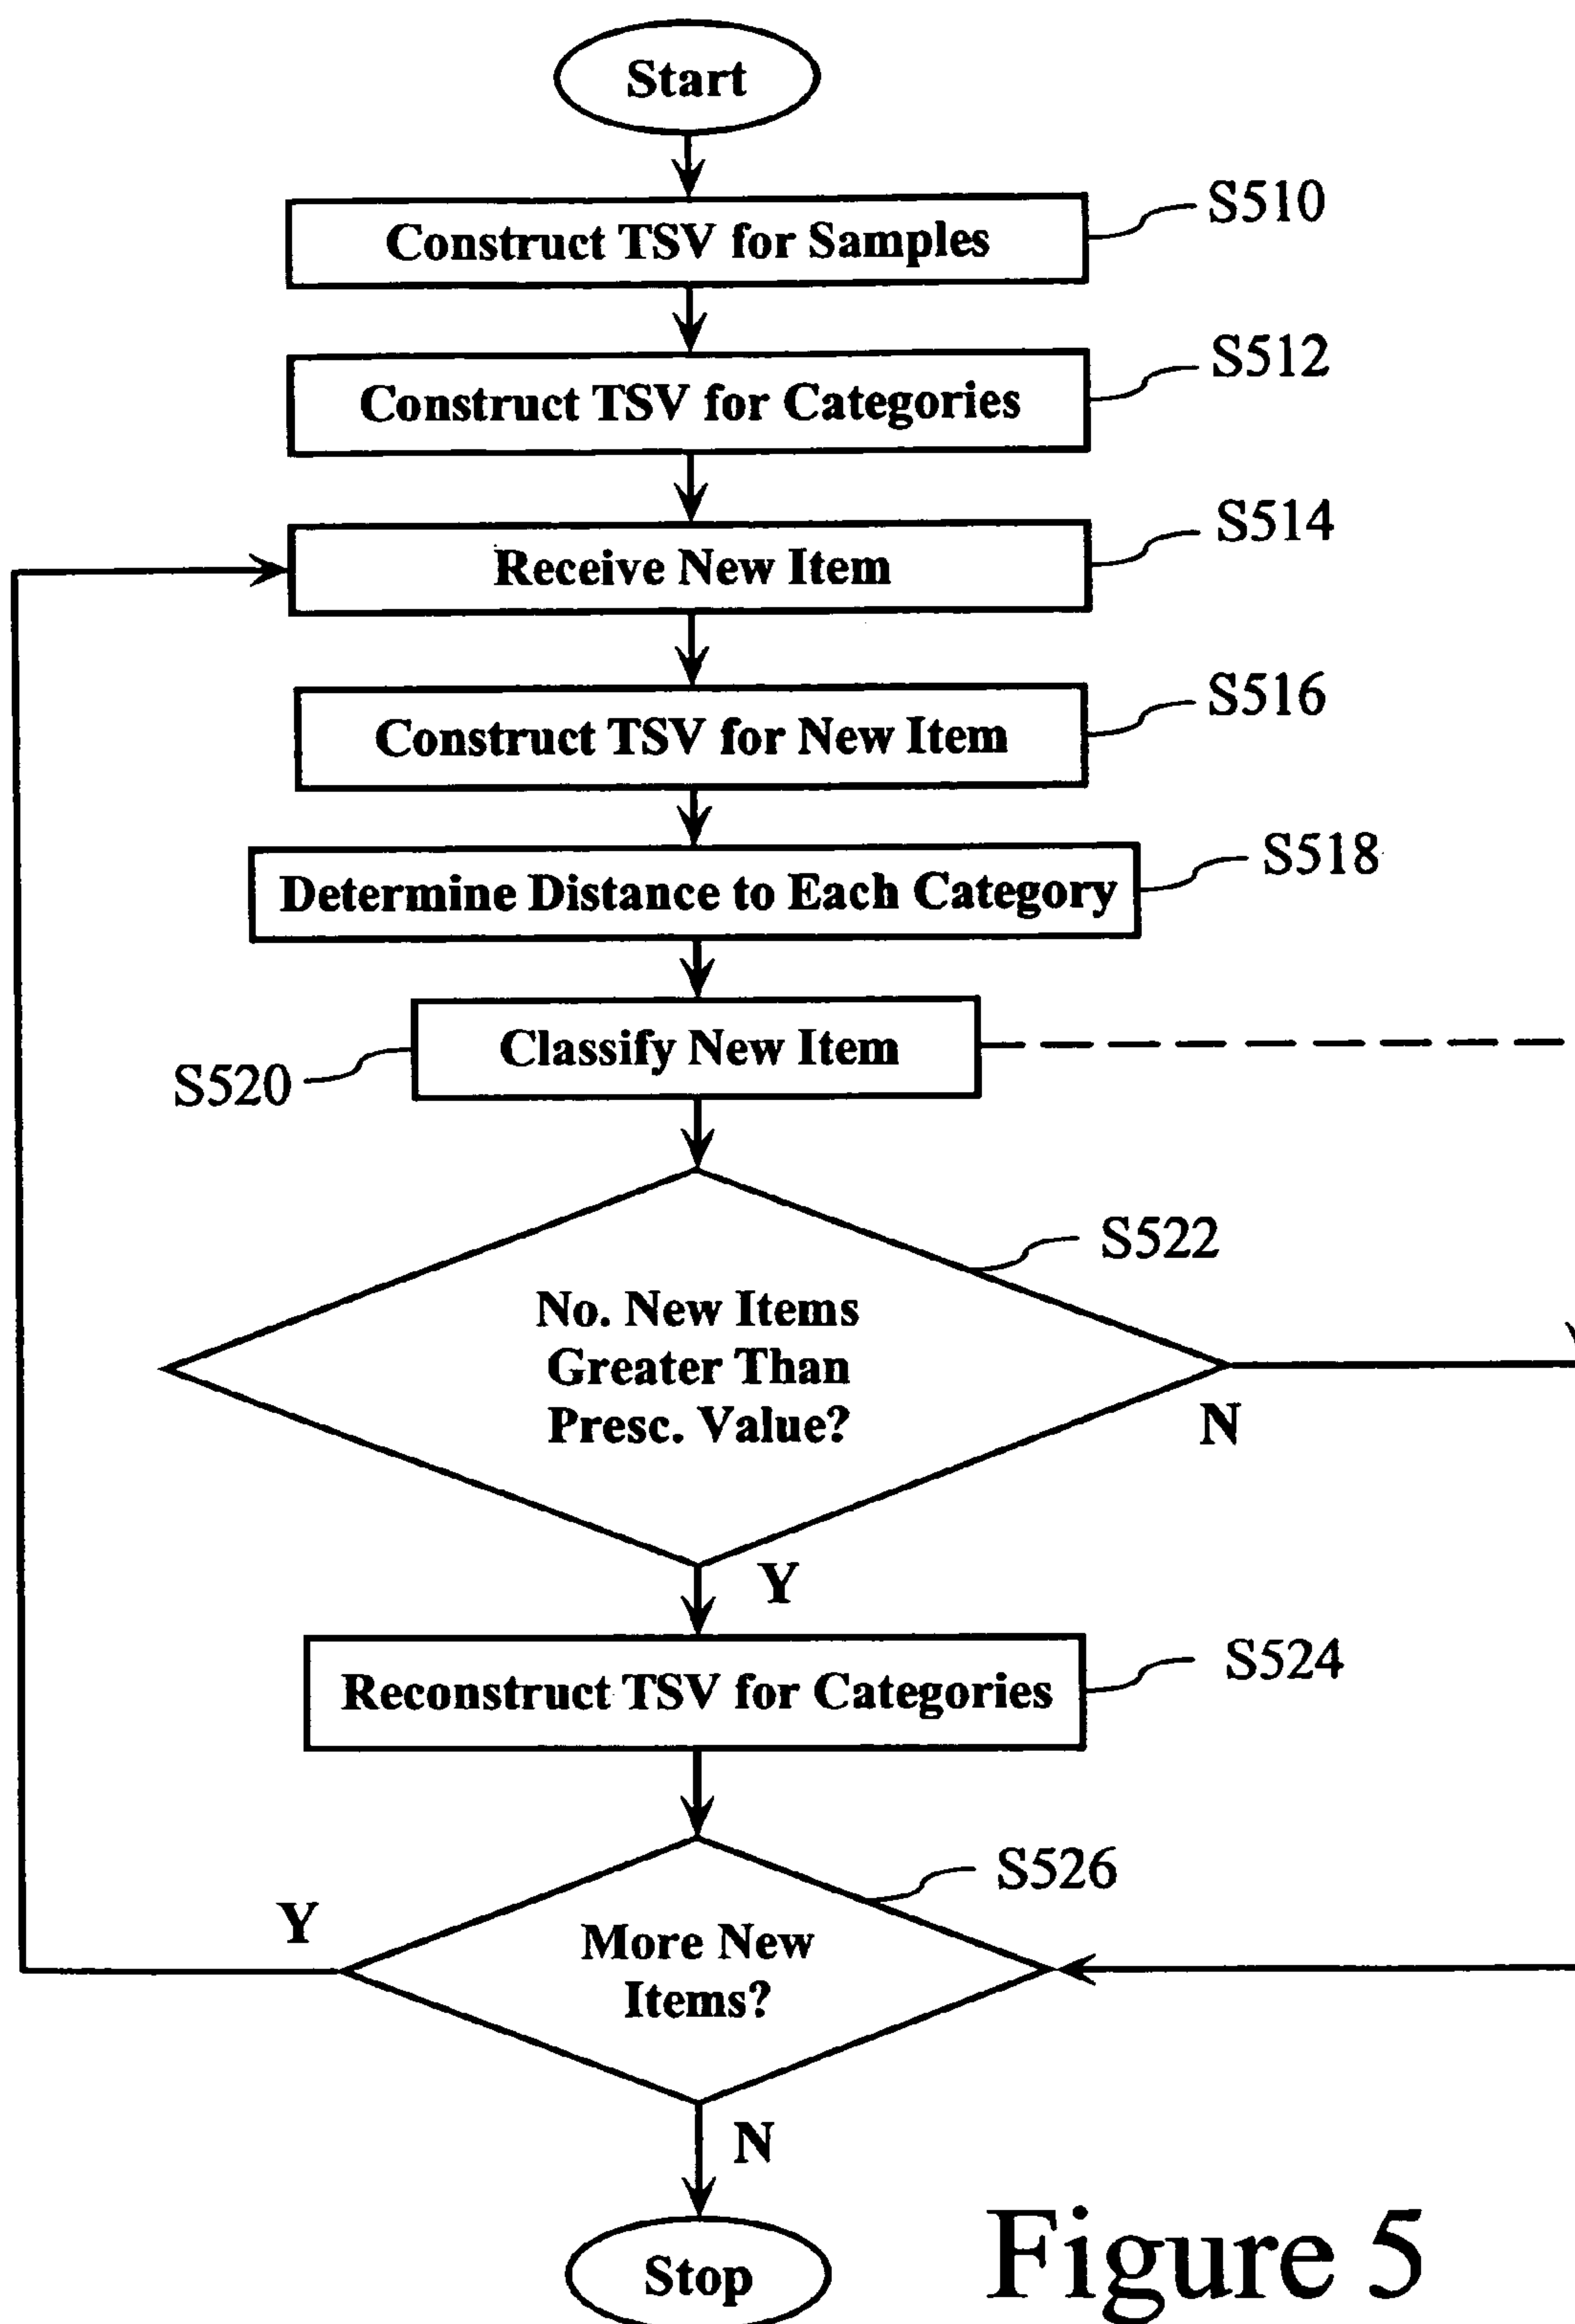 Start
Construct TSV for Samples
S510
Construct TSV for Categories
S512
Receive New Item
S514
Construct TSV for New Item
S516
Determine Distance to Each Category
S518
Classify New Item
S520
No. New Items
Greater Than
Presc. Value?
S522
N
Y
Reconstruct TSV for Categories
S524
More New
Items?
S526
Y
N
Stop
Figure 5